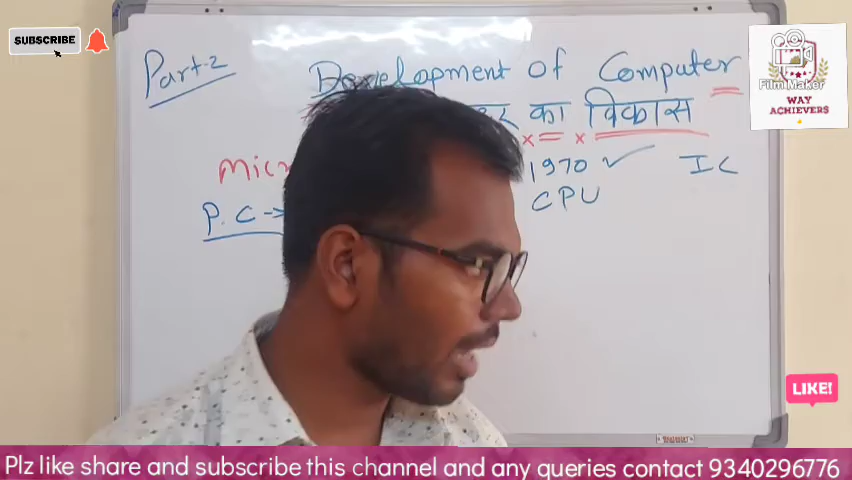 SUBSCRIBE
Part-2
Development of Computer
का विकास
1970 IC
P.C → CPU
Film Maker
WAY
ACHIEVERS
LIKE!
Plz like share and subscribe this channel and any queries contact 9340296776